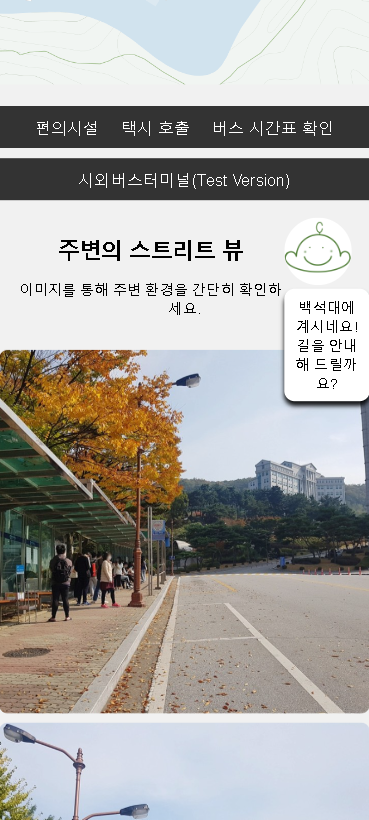 편의시설 택시 호출 버스 시간표 확인
시외버스터미널(Test Version)
주변의 스트리트 뷰
이미지를 통해 주변 환경을 간단히 확인하
세요.
백석대에
계시네요!
길을 안내
해 드릴까
요?